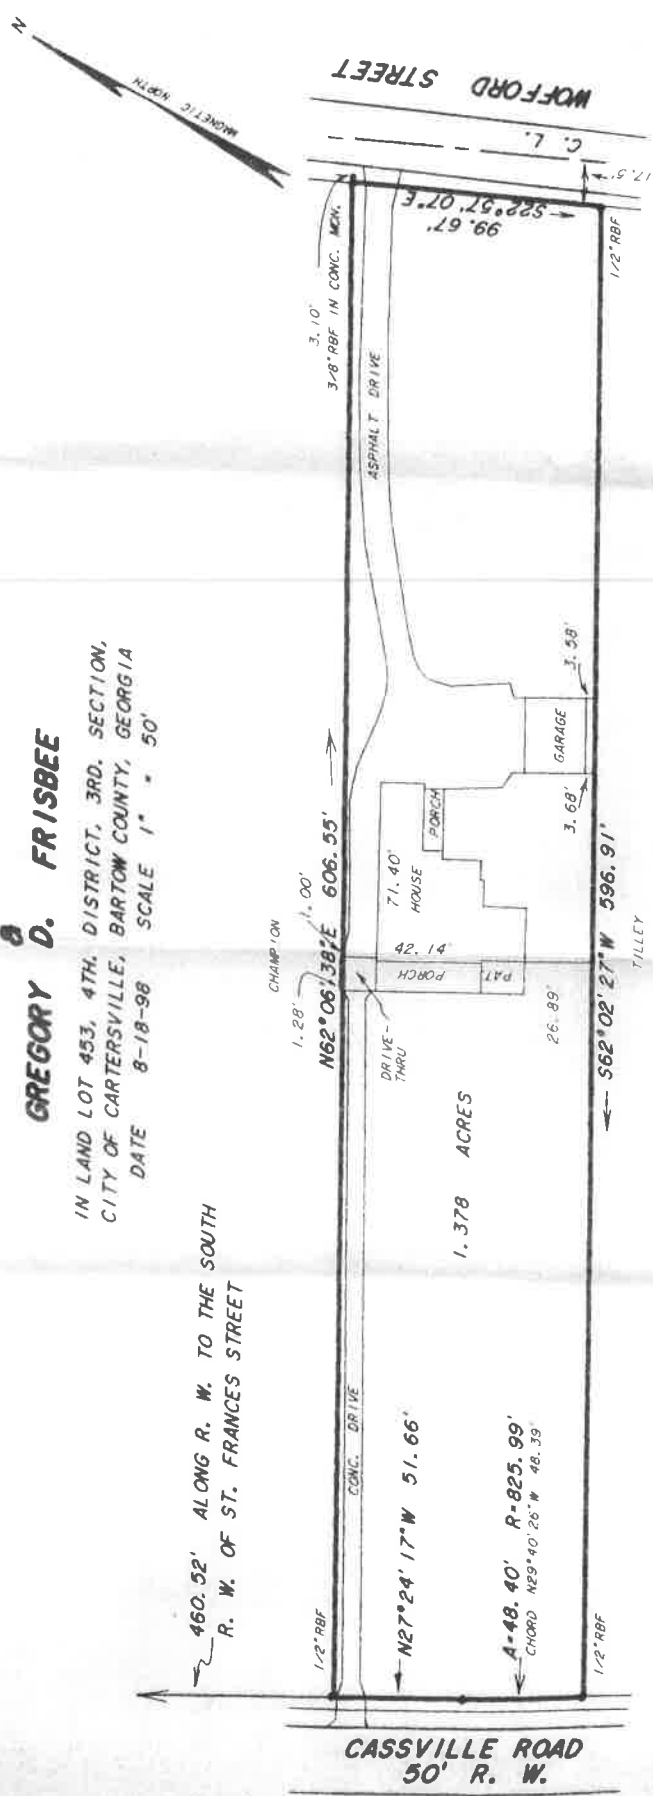 &
GREGORY D. FRISBEE
IN LAND LOT 453, 4TH. DISTRICT, 3RD. SECTION,
CITY OF CARTERSVILLE, BARTOW COUNTY, GEORGIA
DATE 8-18-98 SCALE 1" = 50'
N
MAGNETIC NORTH
WOFFORD STREET
C. L.
17.5'
S22°57'07"E
99.67'
1/2"RBF
3.10'
3/8"RBF IN CONC. MON.
ASPHALT DRIVE
N62°06'38"E 606.55'
CHAMPION
1.28'
1.00'
71.40'
HOUSE
PORCH
42.14'
PORCH
PAT
GARAGE
3.58'
3.68'
DRIVE-
THRU
26.89'
S62°02'27"W 596.91'
TILLEY
1.378 ACRES
460.52' ALONG R. W. TO THE SOUTH
R. W. OF ST. FRANCES STREET
CONC. DRIVE
1/2"RBF
N27°24'17"W 51.66'
A=48.40' R=825.99'
CHORD N29°40'26"W 48.39'
1/2"RBF
CASSVILLE ROAD
50' R. W.